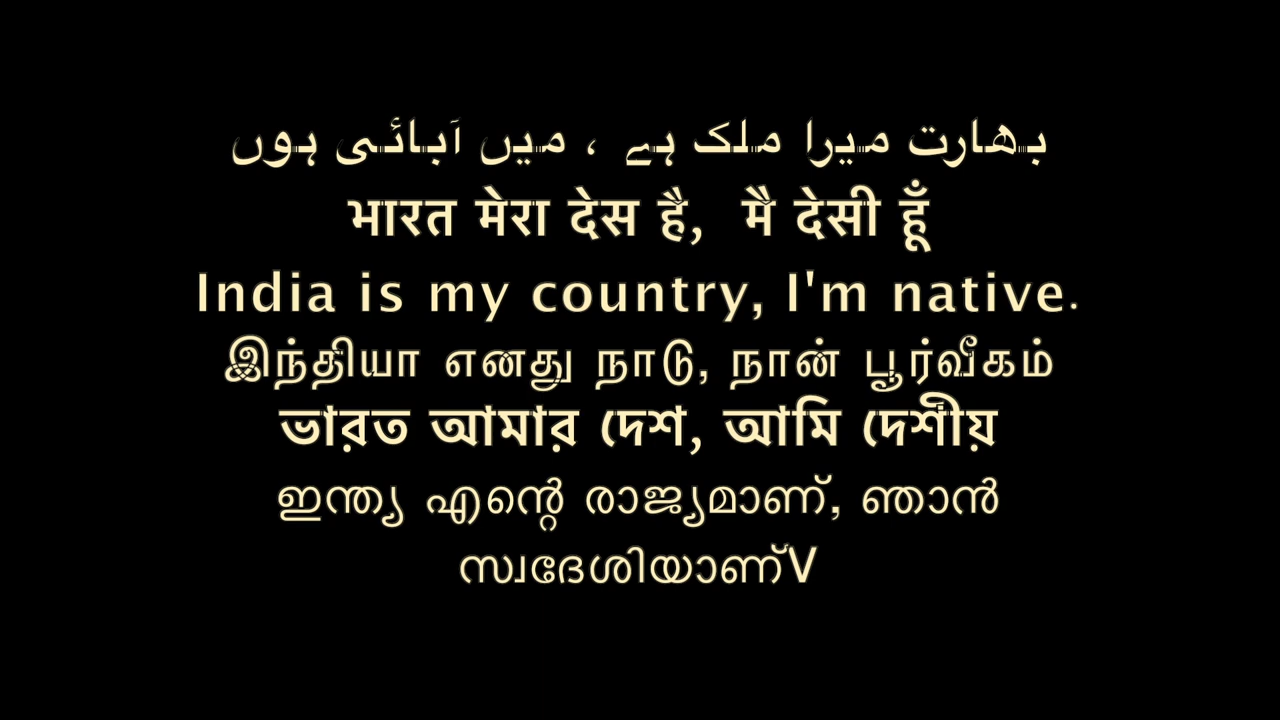 بھارت میرا ملک ہے ، میں آبائی ہوں
भारत मेरा देस है, मै देसी हूँ
India is my country, I'm native.
இந்தியா எனது நாடு, நான் பூர்வீகம்
ভারত আমার দেশ, আমি দেশীয়
ഇന്ത്യ എന്റെ രാജ്യമാണ്, ഞാൻ
സ്വദേശിയാണ്V